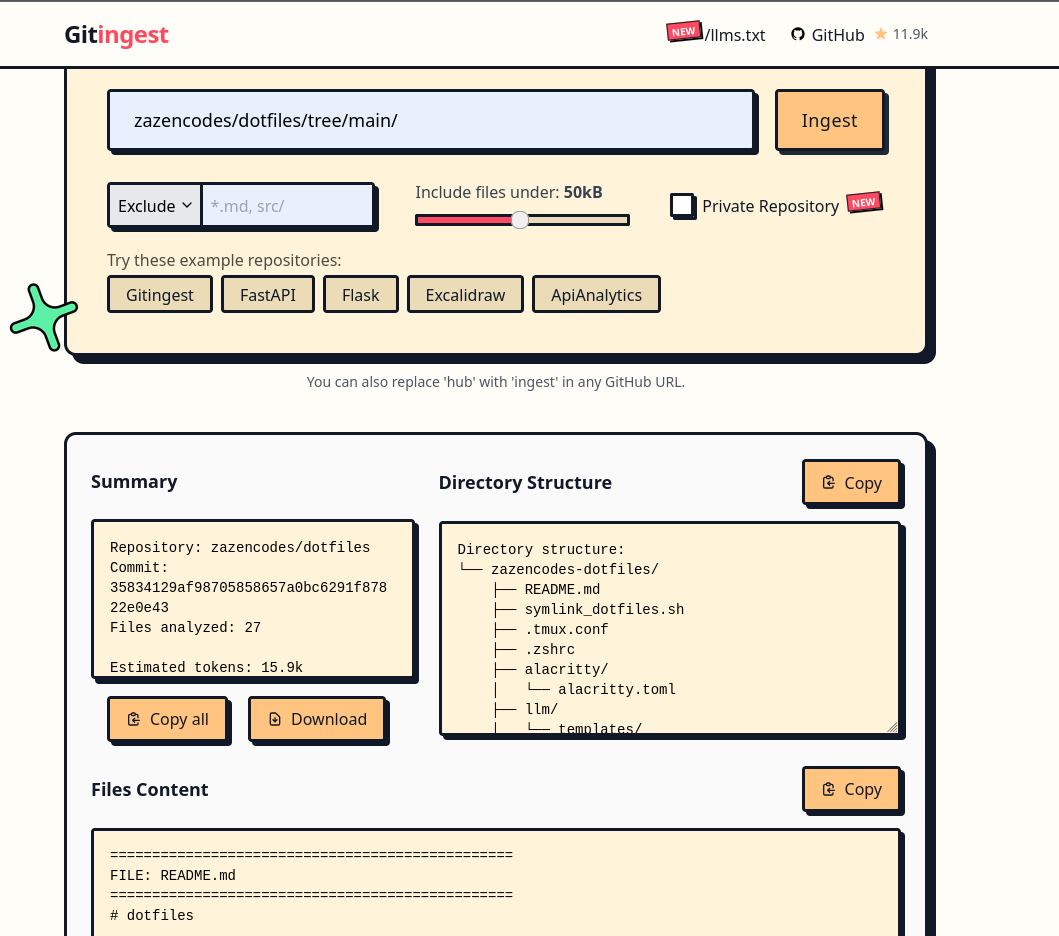 Gitingest
NEW /llms.txt GitHub 11.9k
zazencodes/dotfiles/tree/main/
Ingest
Exclude *.md, src/
Include files under: 50kB
Private Repository NEW
Try these example repositories:
Gitingest FastAPI Flask Excalidraw ApiAnalytics
You can also replace 'hub' with 'ingest' in any GitHub URL.
Summary
Repository: zazencodes/dotfiles
Commit:
35834129af98705858657a0bc6291f878
22e0e43
Files analyzed: 27
Estimated tokens: 15.9k
Copy all Download
Directory Structure
Copy
Directory structure:
└── zazencodes-dotfiles/
    ├── README.md
    ├── symlink_dotfiles.sh
    ├── .tmux.conf
    ├── .zshrc
    ├── alacritty/
    │   └── alacritty.toml
    ├── llm/
    │   └── templates/
Files Content
Copy
================================================
FILE: README.md
================================================
# dotfiles